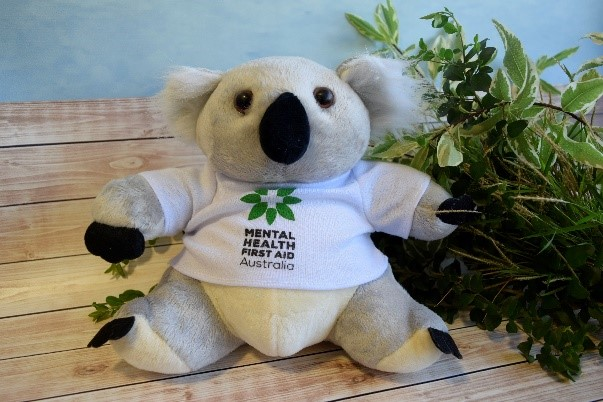 MENTAL
HEALTH
FIRST AID
Australia